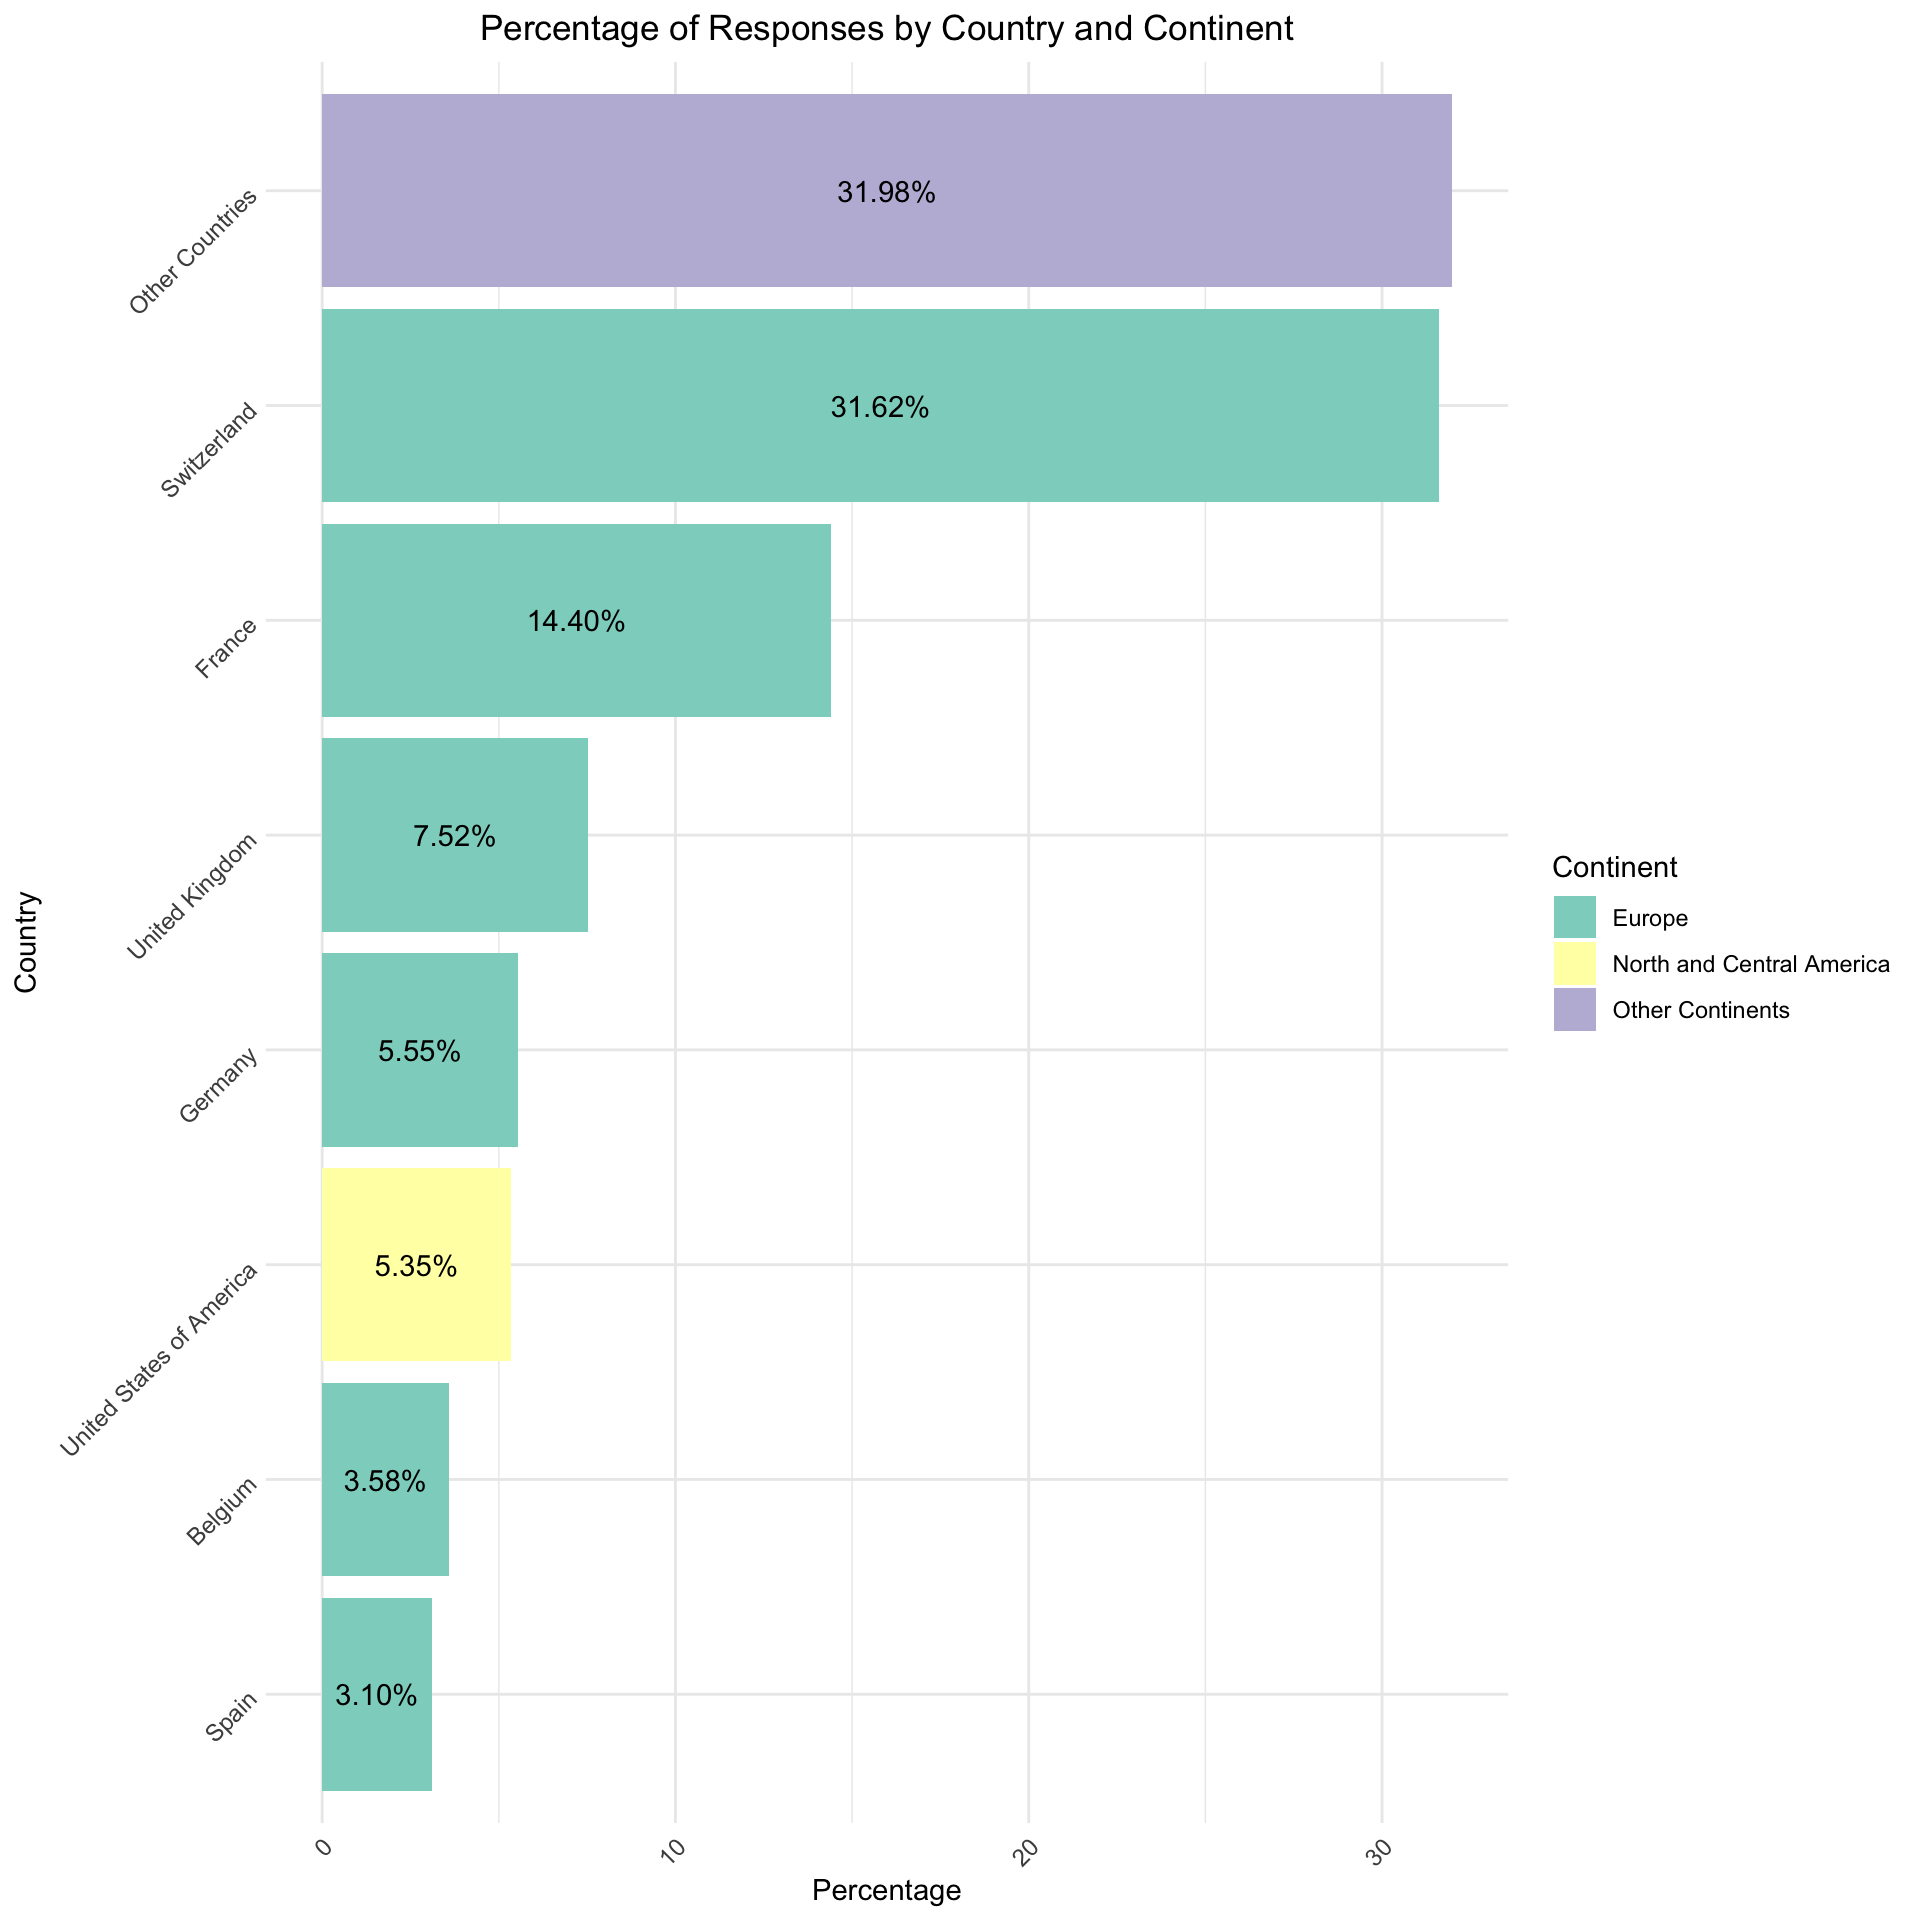 Percentage of Responses by Country and Continent
Other Countries
31.98%
Switzerland
31.62%
France
14.40%
United Kingdom
7.52%
Germany
5.55%
United States of America
5.35%
Belgium
3.58%
Spain
3.10%
Country
0
10
20
30
Percentage
Continent
Europe
North and Central America
Other Continents